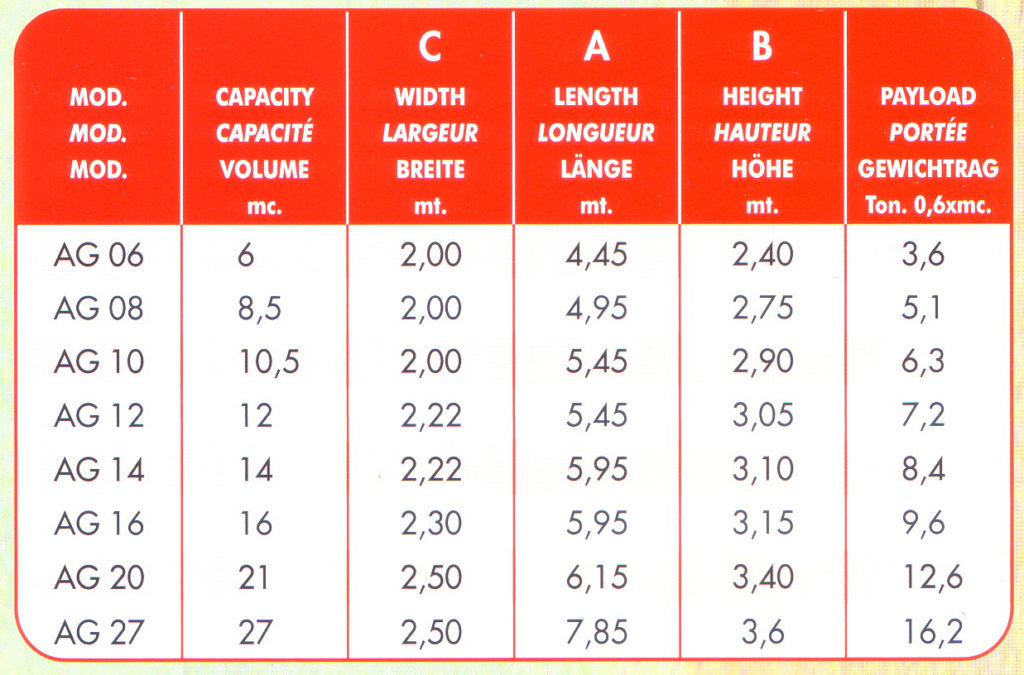 C A B
MOD. CAPACITY WIDTH LENGTH HEIGHT PAYLOAD
MOD. CAPACITÉ LARGEUR LONGUEUR HAUTEUR PORTÉE
MOD. VOLUME BREITE LÄNGE HÖHE GEWICHTRAG
mc. mt. mt. mt. Ton. 0,6xmc.
AG 06 6 2,00 4,45 2,40 3,6
AG 08 8,5 2,00 4,95 2,75 5,1
AG 10 10,5 2,00 5,45 2,90 6,3
AG 12 12 2,22 5,45 3,05 7,2
AG 14 14 2,22 5,95 3,10 8,4
AG 16 16 2,30 5,95 3,15 9,6
AG 20 21 2,50 6,15 3,40 12,6
AG 27 27 2,50 7,85 3,6 16,2